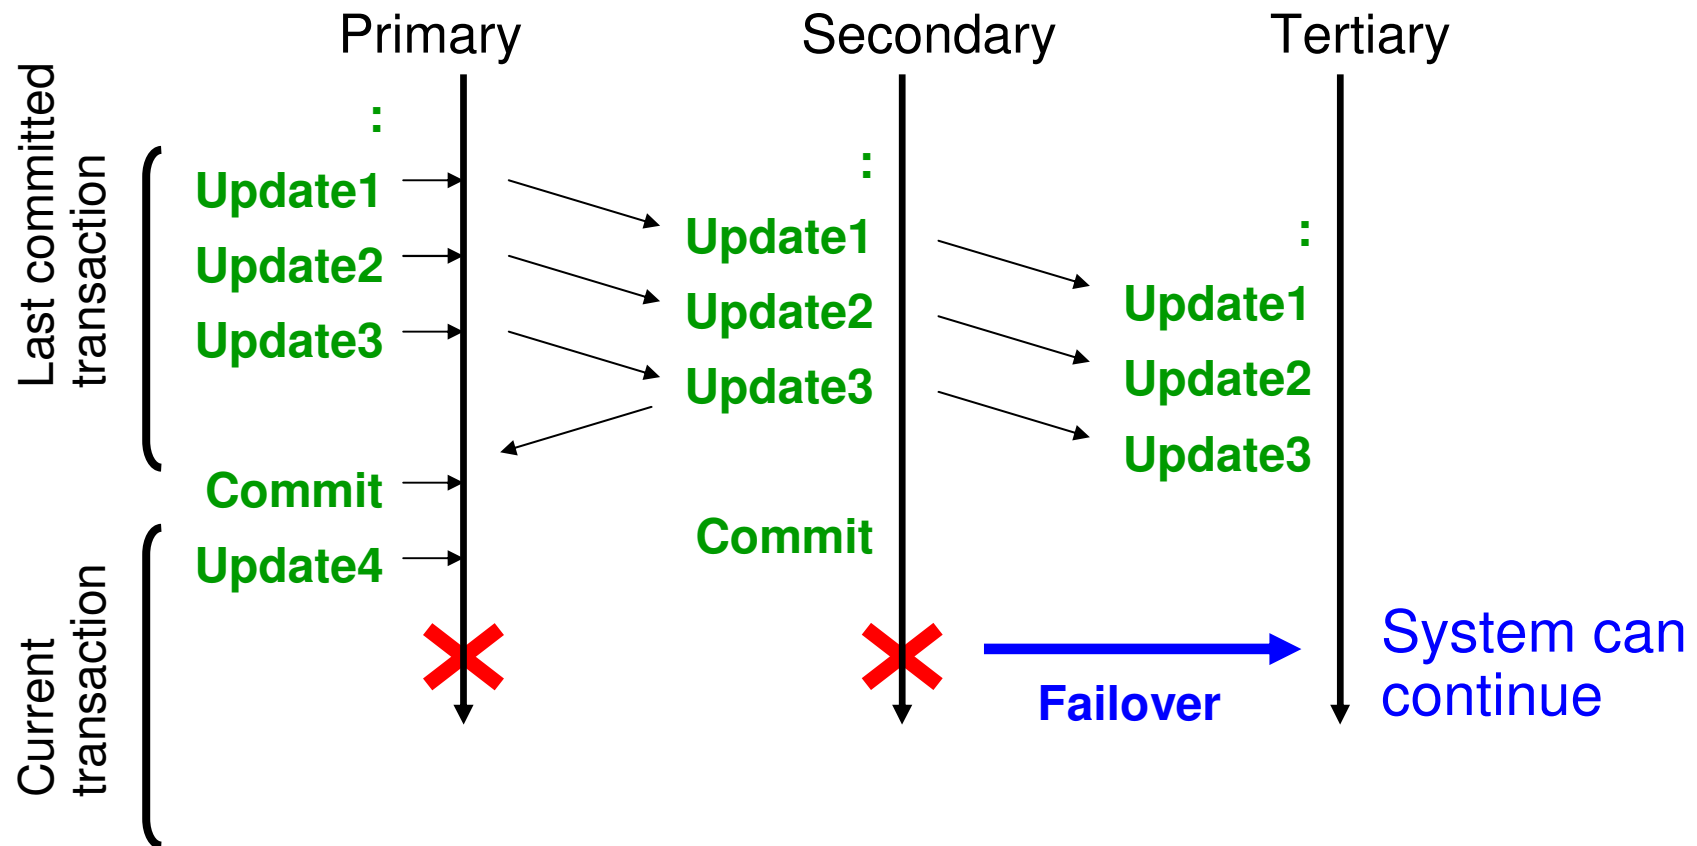 Primary
Secondary
Tertiary
Last committed
transaction
:
Update1
Update2
Update3
Commit
Current
transaction
Update4
:
Update1
Update2
Update3
Commit
:
Update1
Update2
Update3
Failover
System can
continue